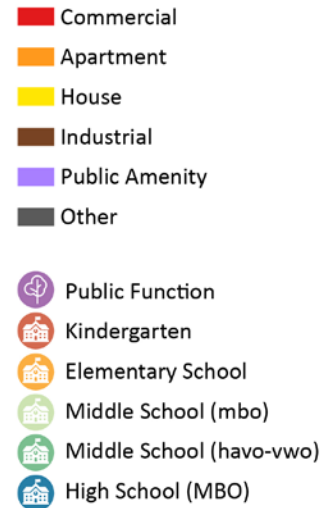 Commercial
Apartment
House
Industrial
Public Amenity
Other
Public Function
Kindergarten
Elementary School
Middle School (mbo)
Middle School (havo-vwo)
High School (MBO)